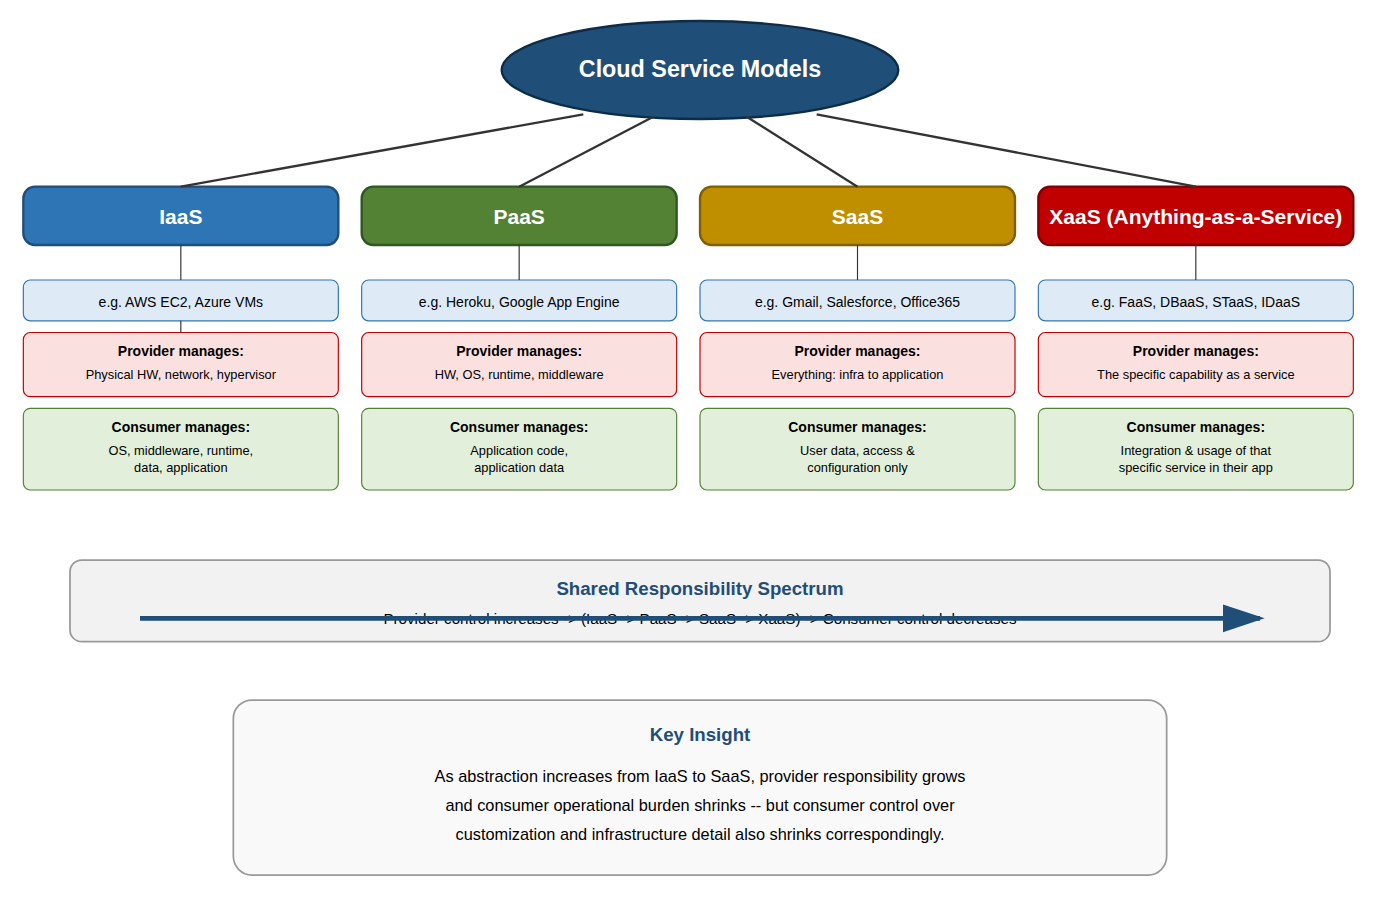 Cloud Service Models
IaaS
PaaS
SaaS
XaaS (Anything-as-a-Service)
e.g. AWS EC2, Azure VMs
e.g. Heroku, Google App Engine
e.g. Gmail, Salesforce, Office365
e.g. FaaS, DBaaS, STaaS, IDaaS
Provider manages:
Physical HW, network, hypervisor
Provider manages:
HW, OS, runtime, middleware
Provider manages:
Everything: infra to application
Provider manages:
The specific capability as a service
Consumer manages:
OS, middleware, runtime,
data, application
Consumer manages:
Application code,
application data
Consumer manages:
User data, access &
configuration only
Consumer manages:
Integration & usage of that
specific service in their app
Shared Responsibility Spectrum
Provider control increases -> (IaaS -> PaaS -> SaaS -> XaaS) -> Consumer control decreases
Key Insight
As abstraction increases from IaaS to SaaS, provider responsibility grows
and consumer operational burden shrinks -- but consumer control over
customization and infrastructure detail also shrinks correspondingly.